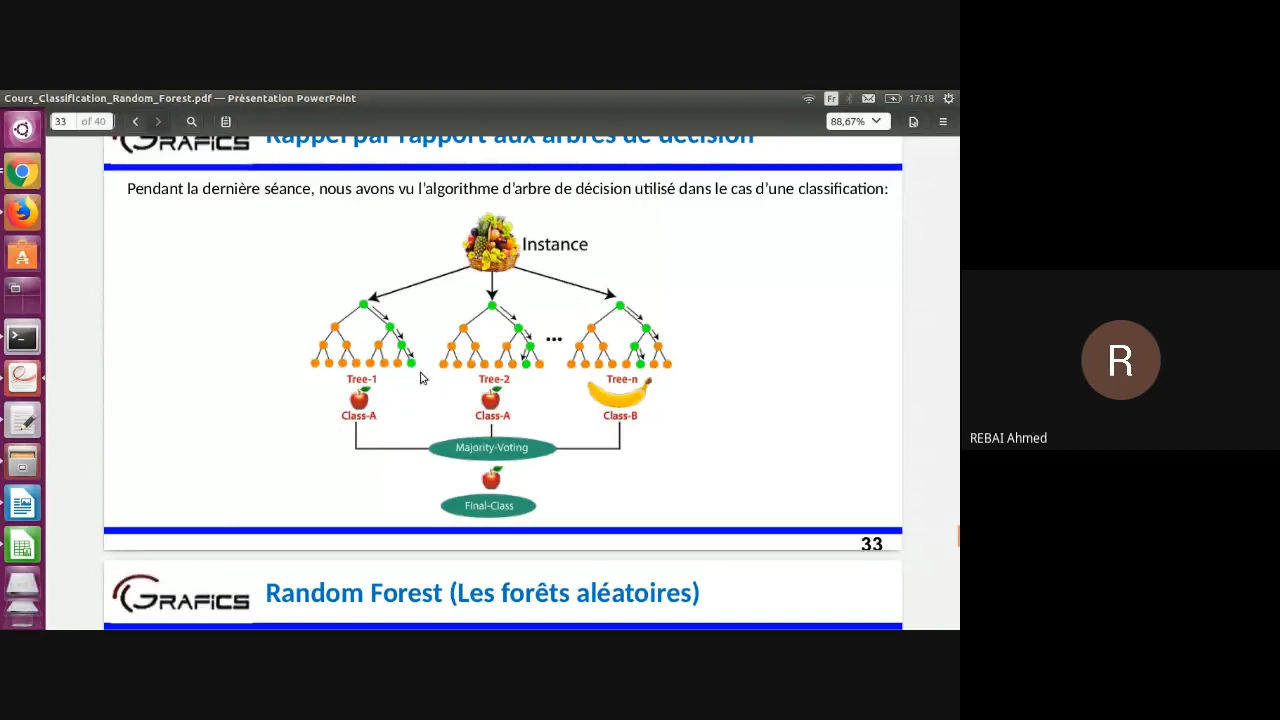 Cours_Classification_Random_Forest.pdf — Présentation PowerPoint
Fr
17:18
33
of 40
88,67%
GRAFICS
Rappel par rapport aux arbres de décision
Pendant la dernière séance, nous avons vu l'algorithme d'arbre de décision utilisé dans le cas d'une classification:
Instance
Tree-1
Tree-2
Tree-n
Class-A
Class-A
Class-B
Majority-Voting
Final-Class
33
GRAFICS
Random Forest (Les forêts aléatoires)
R
REBAI Ahmed